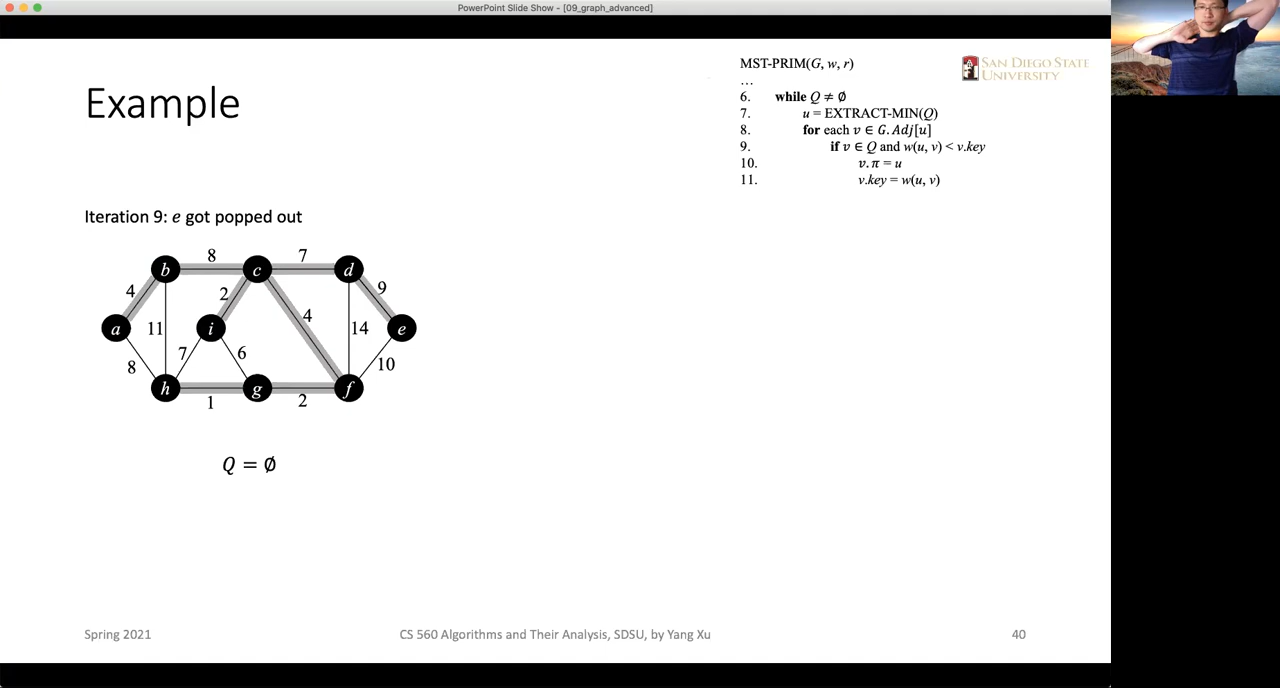 PowerPoint Slide Show - [09_graph_advanced]
Example
MST-PRIM(G, w, r)
...
6. while Q ≠ ∅
7. u = EXTRACT-MIN(Q)
8. for each v ∈ G.Adj[u]
9. if v ∈ Q and w(u, v) < v.key
10. v.π = u
11. v.key = w(u, v)
SAN DIEGO STATE
UNIVERSITY
Iteration 9: e got popped out
8 7
b c d
4 2 9
4
a 11 i 14 e
7 6
8 10
h g f
1 2
Q = ∅
Spring 2021
CS 560 Algorithms and Their Analysis, SDSU, by Yang Xu
40